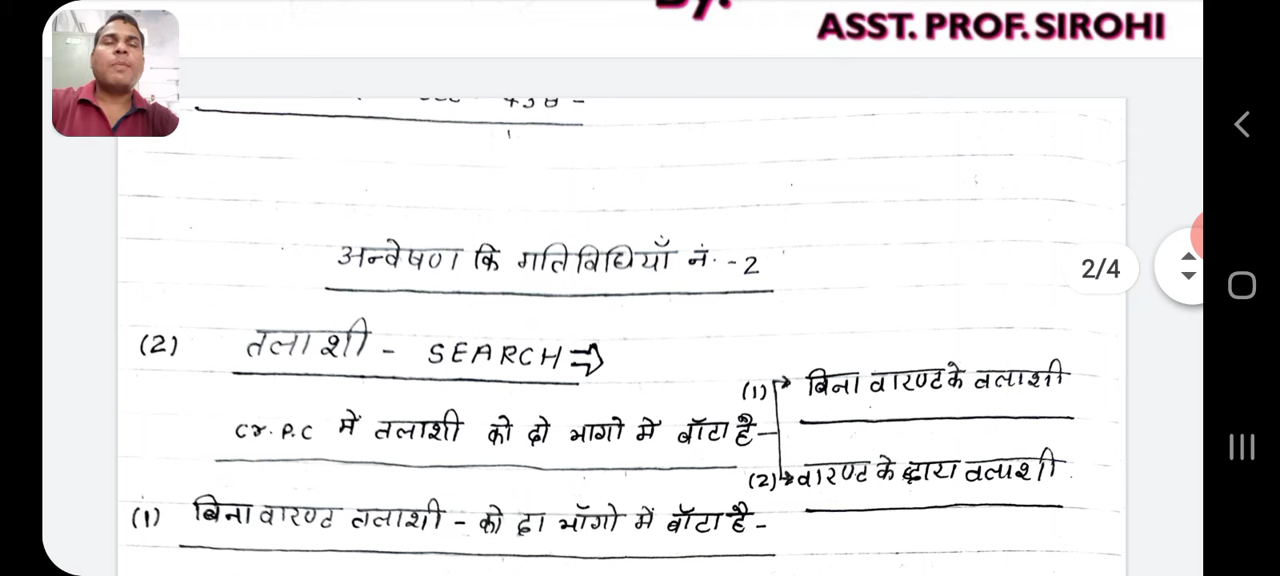 By.
ASST. PROF. SIROHI
अन्वेषण कि गतिविधियाँ नं. -2
2/4
(2) तलाशी - SEARCH ⇒
(1) → बिना वारण्ट के तलाशी
Cr. P.C में तलाशी को दो भागो में बॉटा है-
(2) → वारण्ट के द्वारा तलाशी
(1) बिना वारण्ट तलाशी - को दा भॉगो में बॉटा है -